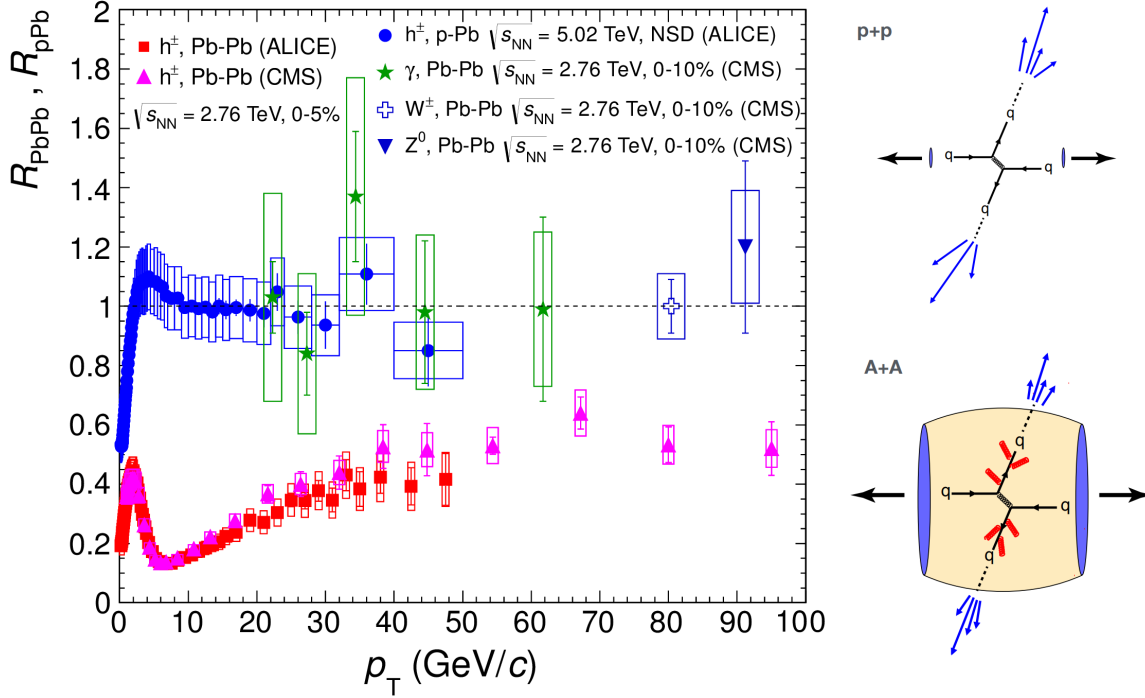 R_PbPb , R_pPb
2
1.8
1.6
1.4
1.2
1
0.8
0.6
0.4
0.2
0
h±, Pb-Pb (ALICE)
h±, Pb-Pb (CMS)
√s_NN = 2.76 TeV, 0-5%
h±, p-Pb √s_NN = 5.02 TeV, NSD (ALICE)
γ, Pb-Pb √s_NN = 2.76 TeV, 0-10% (CMS)
W±, Pb-Pb √s_NN = 2.76 TeV, 0-10% (CMS)
Z⁰, Pb-Pb √s_NN = 2.76 TeV, 0-10% (CMS)
0 10 20 30 40 50 60 70 80 90 100
p_T (GeV/c)
p+p
q
q
q
q
A+A
q
q
q
q